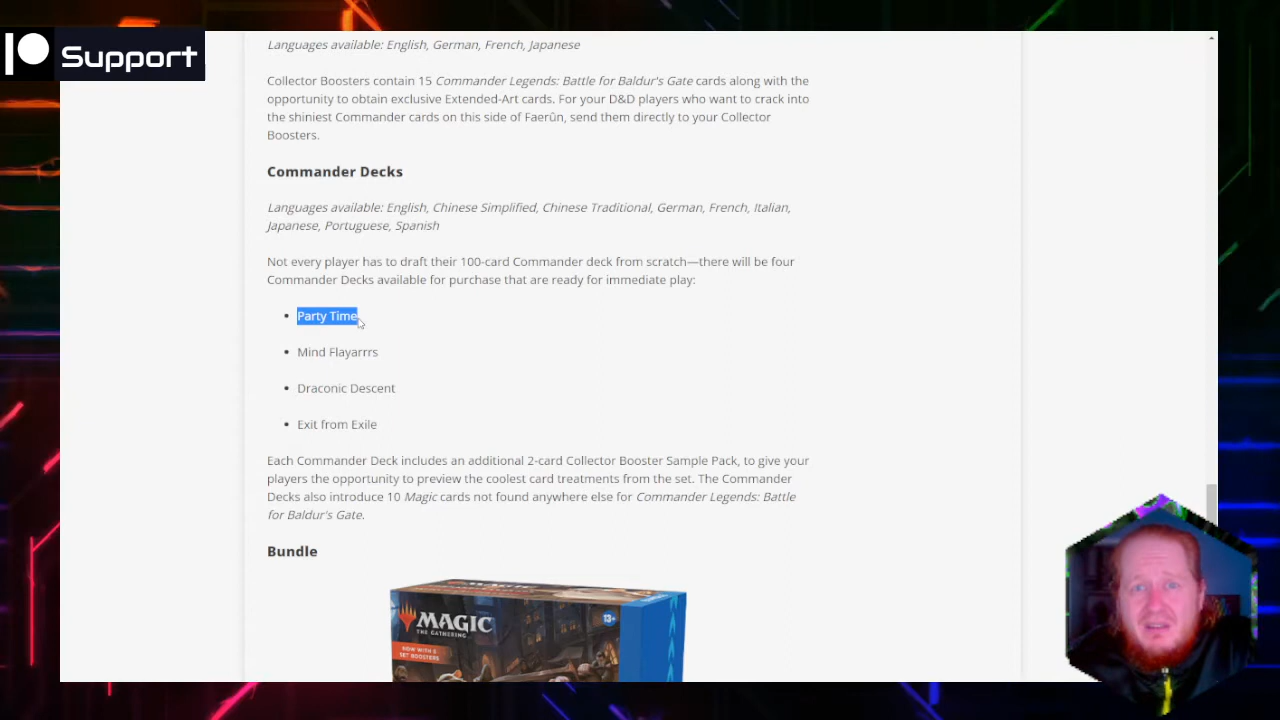 Support
Languages available: English, German, French, Japanese
Collector Boosters contain 15 Commander Legends: Battle for Baldur's Gate cards along with the
opportunity to obtain exclusive Extended-Art cards. For your D&D players who want to crack into
the shiniest Commander cards on this side of Faerûn, send them directly to your Collector
Boosters.
Commander Decks
Languages available: English, Chinese Simplified, Chinese Traditional, German, French, Italian,
Japanese, Portuguese, Spanish
Not every player has to draft their 100-card Commander deck from scratch—there will be four
Commander Decks available for purchase that are ready for immediate play:
• Party Time
• Mind Flayarrrs
• Draconic Descent
• Exit from Exile
Each Commander Deck includes an additional 2-card Collector Booster Sample Pack, to give your
players the opportunity to preview the coolest card treatments from the set. The Commander
Decks also introduce 10 Magic cards not found anywhere else for Commander Legends: Battle
for Baldur's Gate.
Bundle
MAGIC
THE GATHERING
13+
NOW WITH 8
SET BOOSTERS